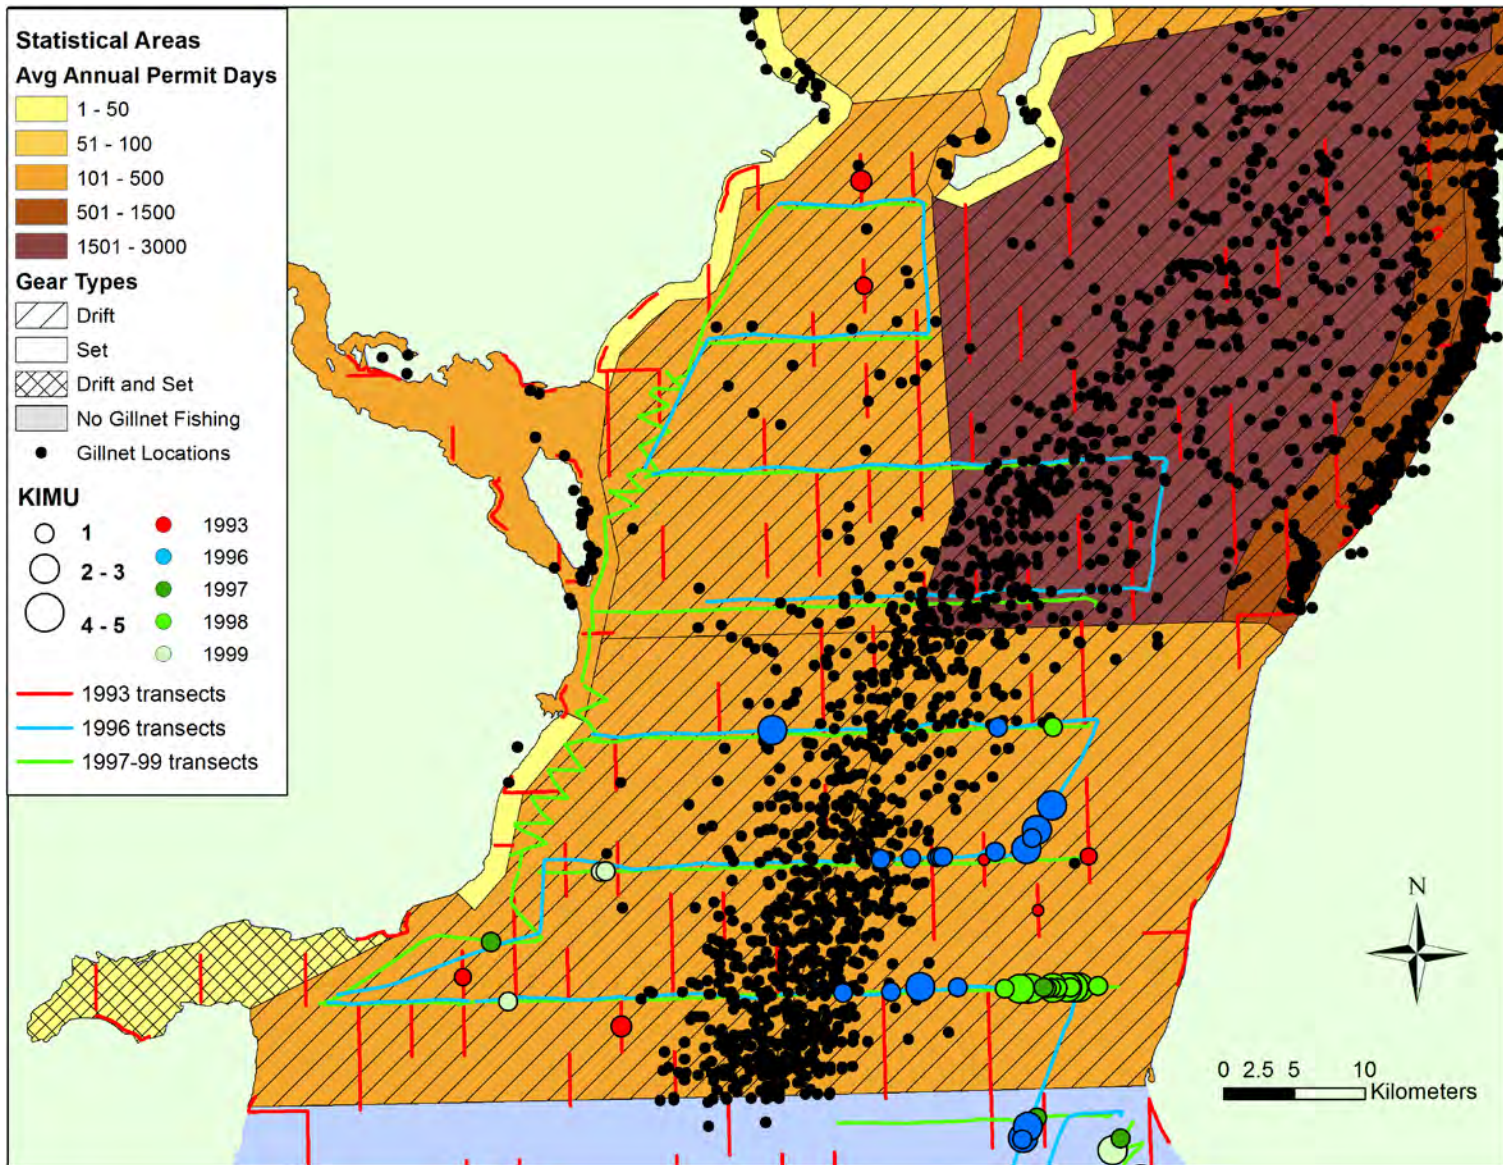 Statistical Areas
Avg Annual Permit Days
1 - 50
51 - 100
101 - 500
501 - 1500
1501 - 3000
Gear Types
Drift
Set
Drift and Set
No Gillnet Fishing
Gillnet Locations
KIMU
1
2 - 3
4 - 5
1993
1996
1997
1998
1999
1993 transects
1996 transects
1997-99 transects
N
0 2.5 5 10
Kilometers